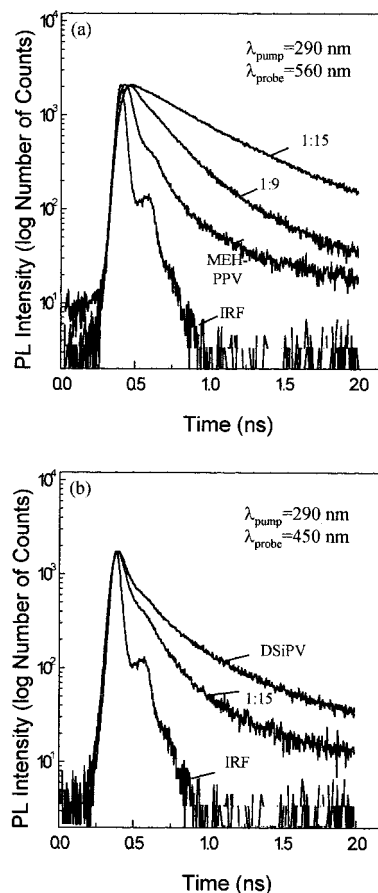 (a)
λpump=290 nm
λprobe=560 nm
1:15
1:9
MEH-
PPV
IRF
PL Intensity (log Number of Counts)
10³
10²
10¹
0.0 0.5 1.0 1.5 2.0
Time (ns)
(b)
λpump=290 nm
λprobe=450 nm
DSiPV
1:15
IRF
PL Intensity (log Number of Counts)
10³
10²
10¹
0.0 0.5 1.0 1.5 2.0
Time (ns)